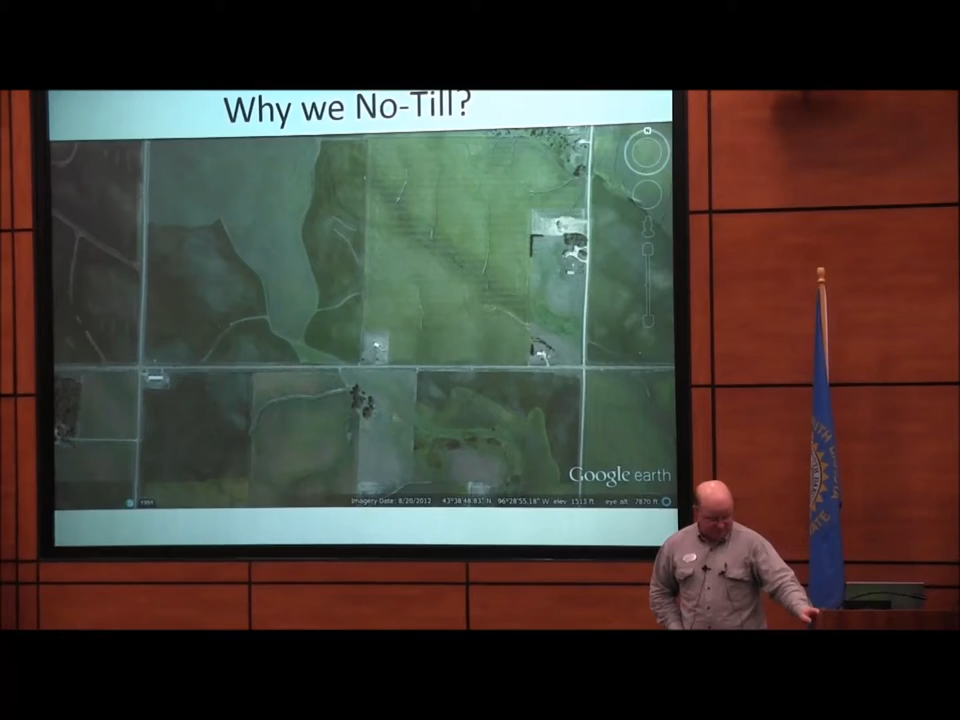 Why we No-Till?
Google earth
1991
Imagery Date: 8/20/2012 43°38'48.83" N 96°28'55.18" W elev 1513 ft eye alt 7870 ft